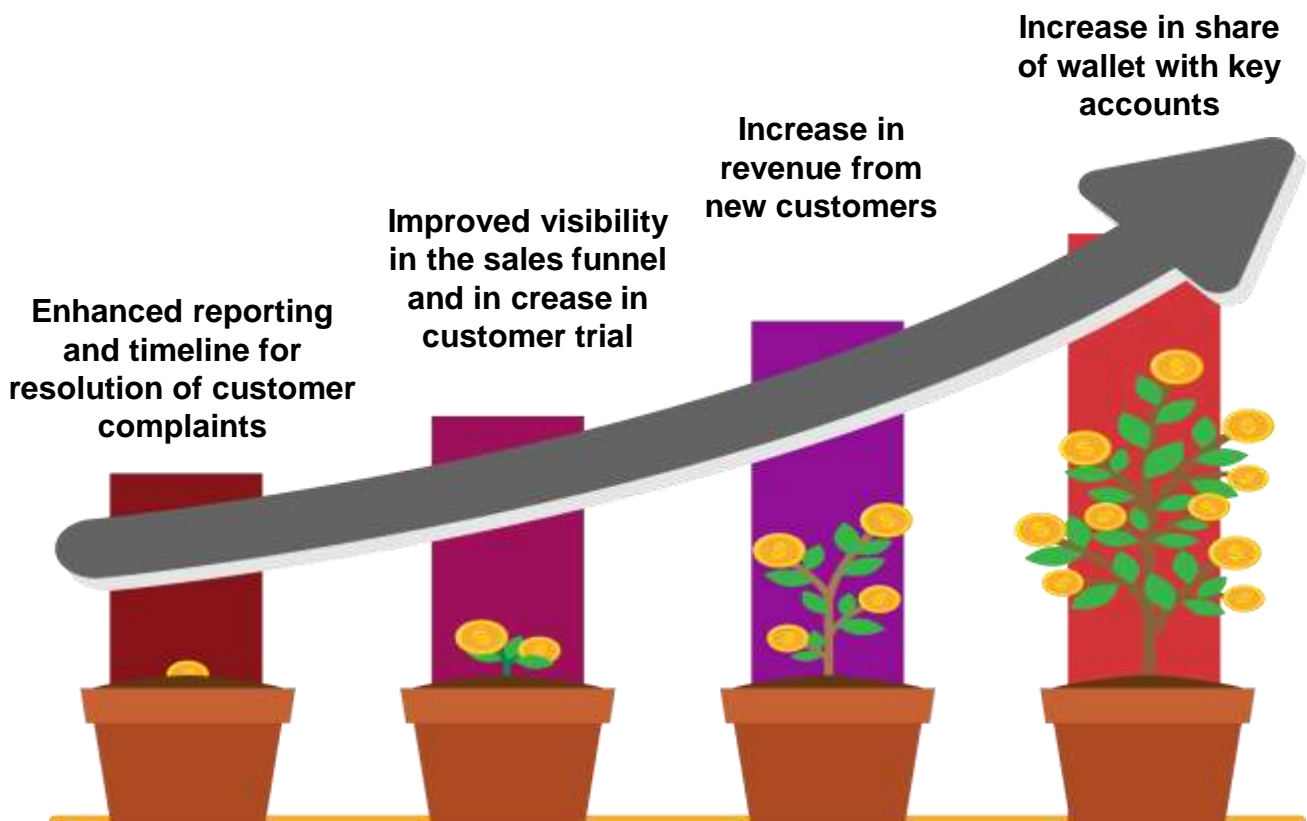 Enhanced reporting
and timeline for
resolution of customer
complaints
Improved visibility
in the sales funnel
and in crease in
customer trial
Increase in
revenue from
new customers
Increase in share
of wallet with key
accounts